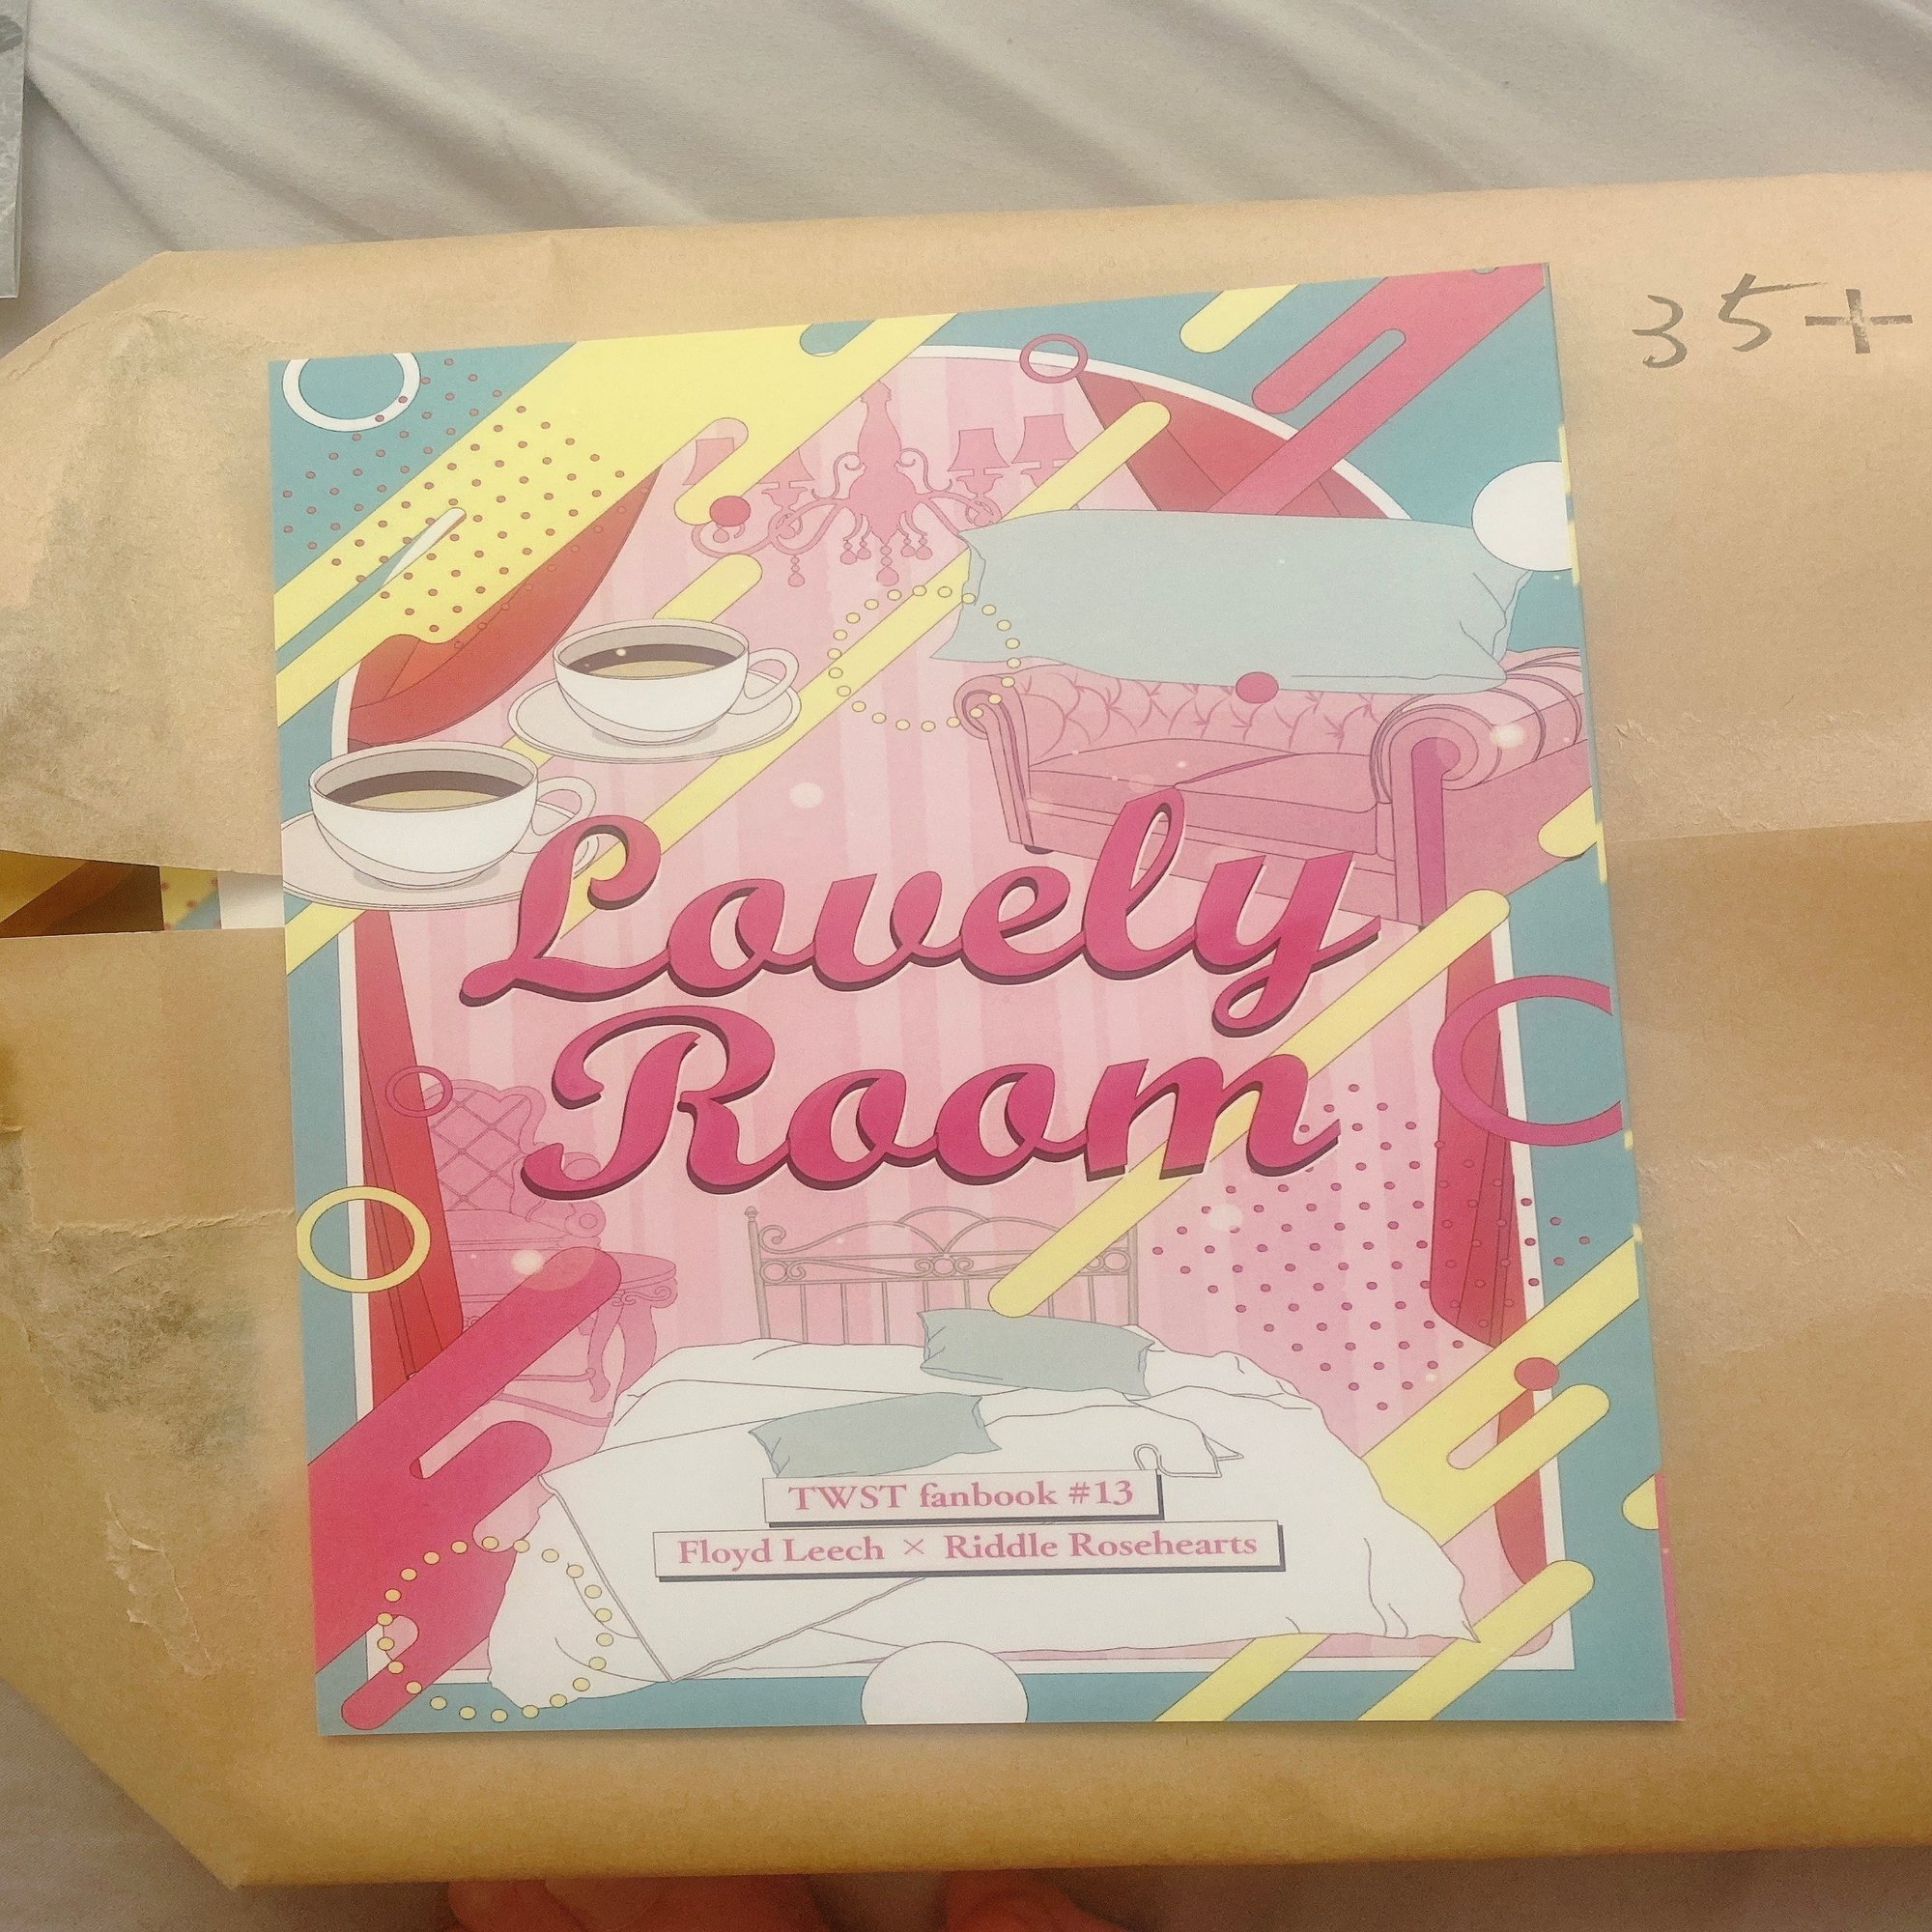 35+
Lovely
Room
TWST fanbook #13
Floyd Leech × Riddle Rosehearts